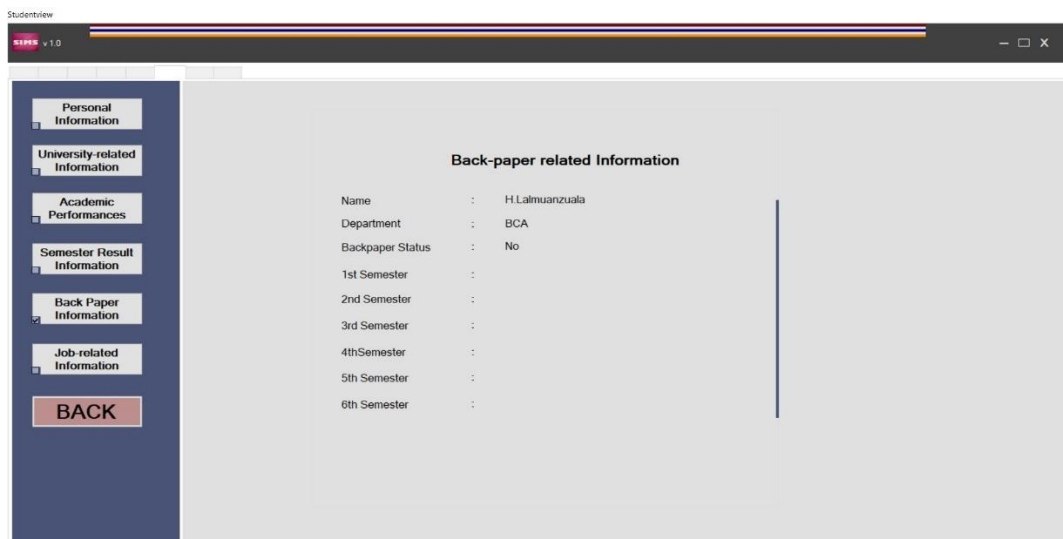 Studentview
SIMS v 1.0
Personal
Information
University-related
Information
Academic
Performances
Semester Result
Information
Back Paper
Information
Job-related
Information
BACK
Back-paper related Information
Name : H.Lalmuanzuala
Department : BCA
Backpaper Status : No
1st Semester :
2nd Semester :
3rd Semester :
4thSemester :
5th Semester :
6th Semester :